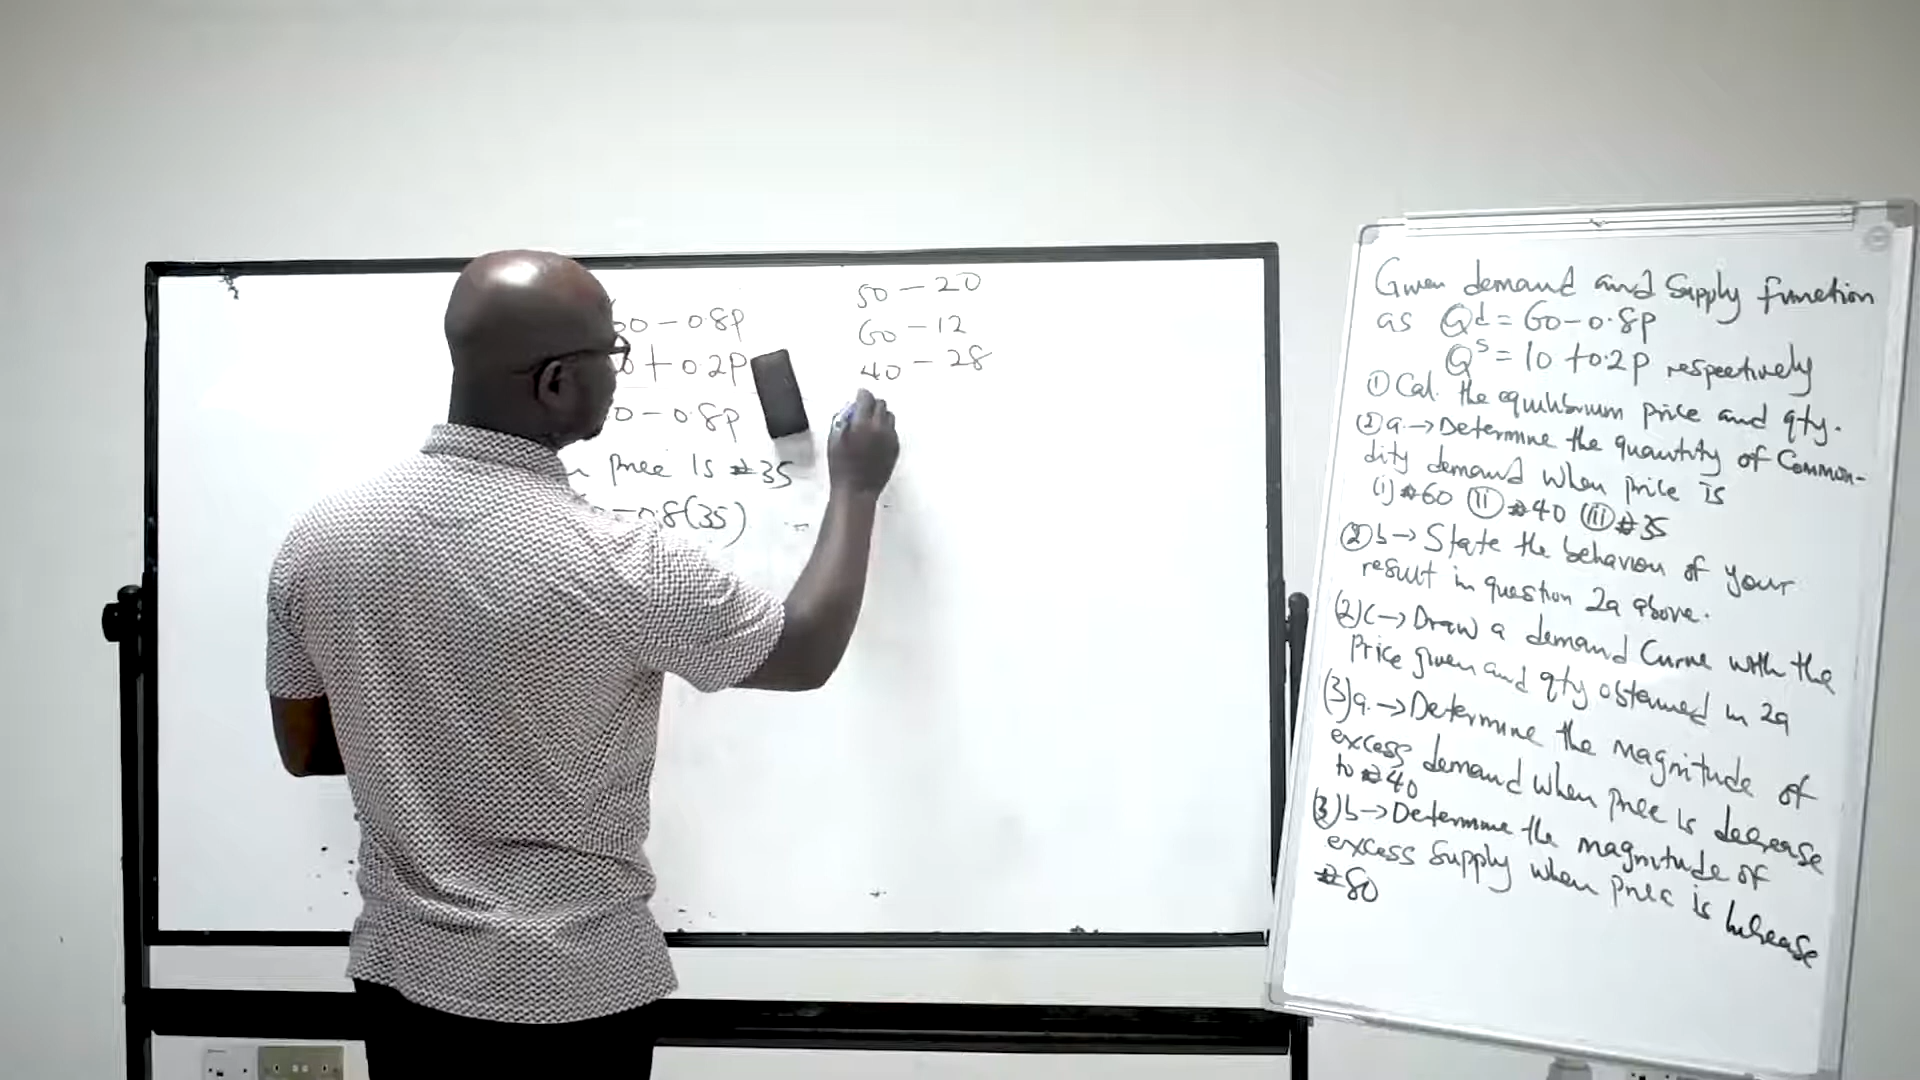 60 - 0.8p
0 + 0.2p
0 - 0.8p
price is ₦35
- 0.8(35)
50 - 20
60 - 12
40 - 28
Given demand and supply function
as Qd = 60 - 0.8p
Qs = 10 + 0.2p respectively
① Cal. the equilibrium price and qty.
② a. → Determine the quantity of common-
dity demand when price is
(i) ₦60 (ii) ₦40 (iii) ₦35
② b → State the behaviour of your
result in question 2a above.
(2) c → Draw a demand Curve with the
Price given and qty obtained in 2a
(3) a. → Determine the magnitude of
excess demand when price is decrease
to ₦40
(3) b → Determine the magnitude of
excess supply when price is increase
₦80